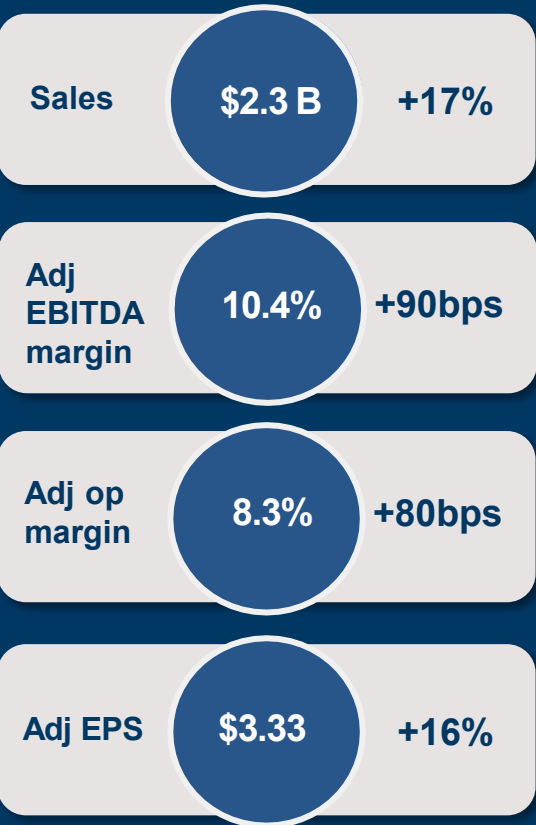 Sales $2.3 B +17%
Adj
EBITDA
margin
10.4% +90bps
Adj op
margin
8.3% +80bps
Adj EPS $3.33 +16%